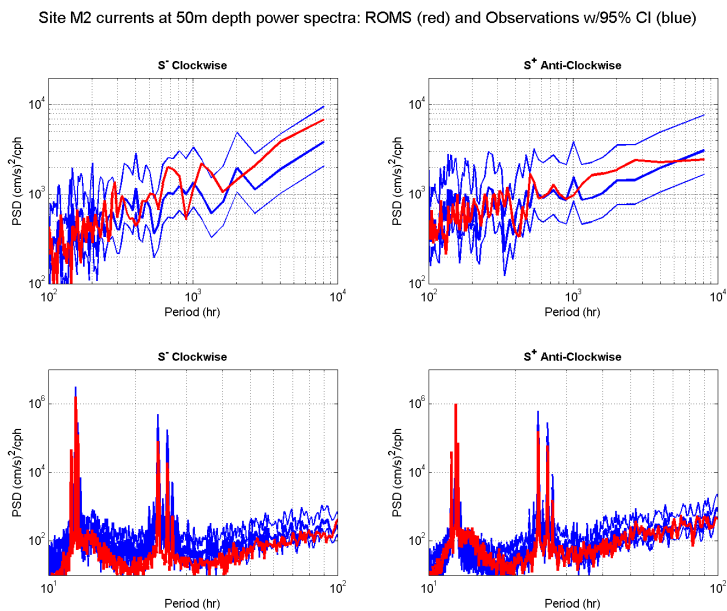 Site M2 currents at 50m depth power spectra: ROMS (red) and Observations w/95% CI (blue)
S⁻ Clockwise
S⁺ Anti-Clockwise
PSD (cm/s)²/cph
10⁴
10³
10²
10² 10³ 10⁴
Period (hr)
PSD (cm/s)²/cph
10⁴
10³
10²
10² 10³ 10⁴
Period (hr)
S⁻ Clockwise
S⁺ Anti-Clockwise
PSD (cm/s)²/cph
10⁶
10⁴
10²
10¹ 10²
Period (hr)
PSD (cm/s)²/cph
10⁶
10⁴
10²
10¹ 10²
Period (hr)